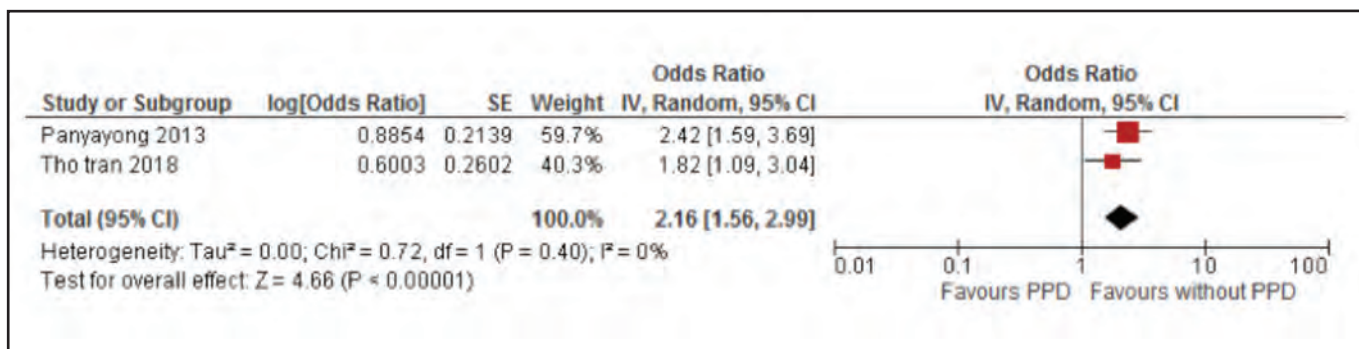 Odds Ratio Odds Ratio
Study or Subgroup log[Odds Ratio] SE Weight IV, Random, 95% CI IV, Random, 95% CI
Panyayong 2013 0.8854 0.2139 59.7% 2.42 [1.59, 3.69]
Tho tran 2018 0.6003 0.2602 40.3% 1.82 [1.09, 3.04]
Total (95% CI) 100.0% 2.16 [1.56, 2.99]
Heterogeneity: Tau² = 0.00; Chi² = 0.72, df = 1 (P = 0.40); I² = 0%
Test for overall effect: Z = 4.66 (P < 0.00001)
0.01 0.1 1 10 100
Favours PPD Favours without PPD